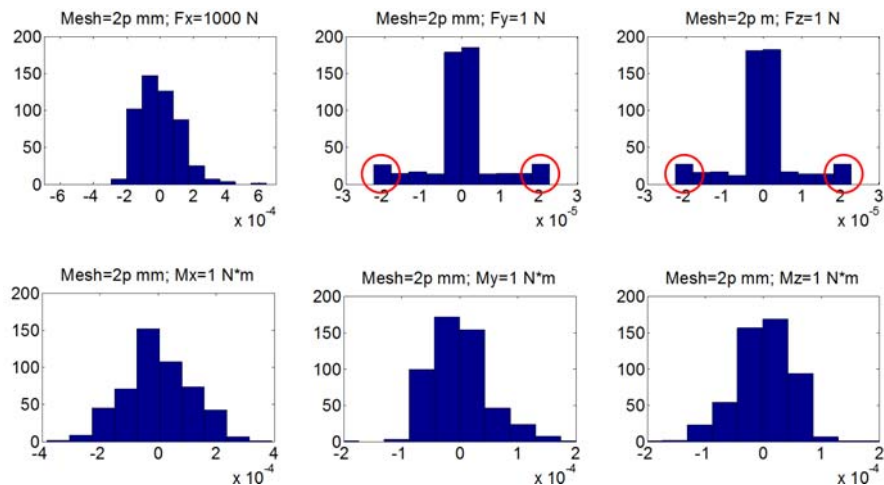 Mesh=2p mm; Fx=1000 N
Mesh=2p mm; Fy=1 N
Mesh=2p m; Fz=1 N
200
150
100
50
0
-6 -4 -2 0 2 4 6
x 10^-4
200
150
100
50
0
-3 -2 -1 0 1 2 3
x 10^-5
200
150
100
50
0
-3 -2 -1 0 1 2 3
x 10^-5
Mesh=2p mm; Mx=1 N*m
Mesh=2p mm; My=1 N*m
Mesh=2p mm; Mz=1 N*m
200
150
100
50
0
-4 -2 0 2 4
x 10^-4
200
150
100
50
0
-2 -1 0 1 2
x 10^-4
200
150
100
50
0
-2 -1 0 1 2
x 10^-4